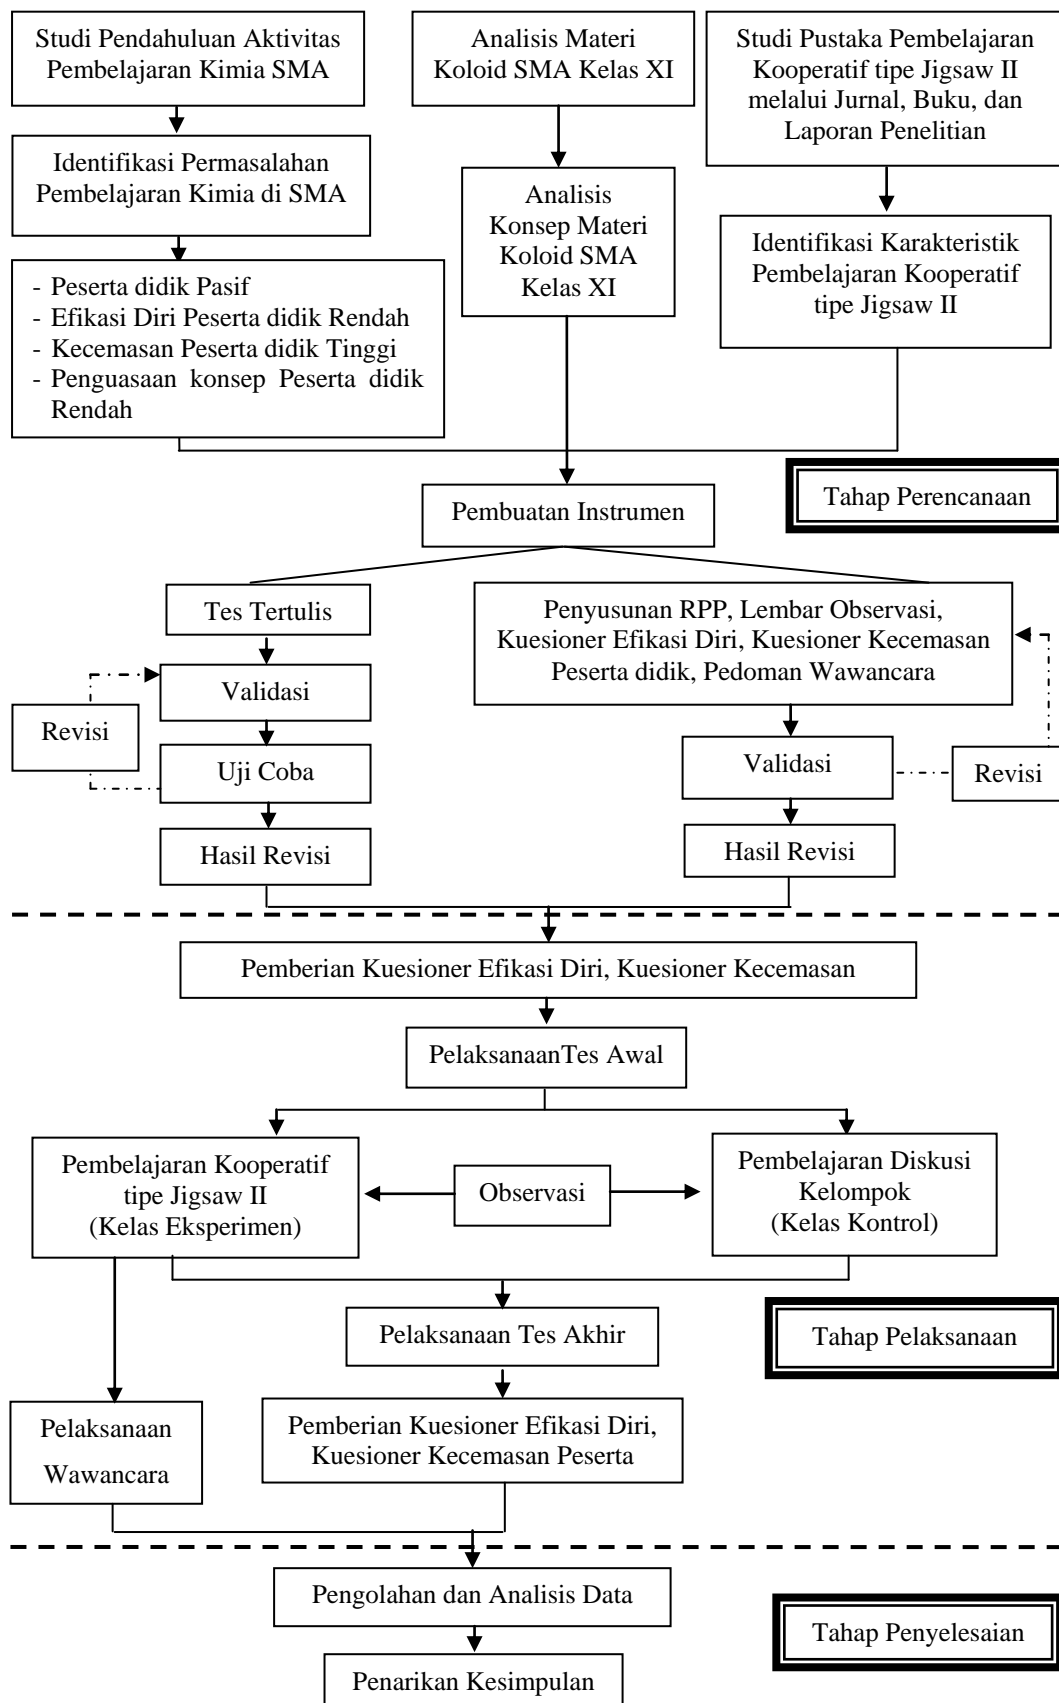 Studi Pendahuluan Aktivitas
Pembelajaran Kimia SMA
Analisis Materi
Koloid SMA Kelas XI
Studi Pustaka Pembelajaran
Kooperatif tipe Jigsaw II
melalui Jurnal, Buku, dan
Laporan Penelitian
Identifikasi Permasalahan
Pembelajaran Kimia di SMA
Analisis
Konsep Materi
Koloid SMA
Kelas XI
Identifikasi Karakteristik
Pembelajaran Kooperatif
tipe Jigsaw II
- Peserta didik Pasif
- Efikasi Diri Peserta didik Rendah
- Kecemasan Peserta didik Tinggi
- Penguasaan konsep Peserta didik
Rendah
Tahap Perencanaan
Pembuatan Instrumen
Tes Tertulis
Penyusunan RPP, Lembar Observasi,
Kuesioner Efikasi Diri, Kuesioner Kecemasan
Peserta didik, Pedoman Wawancara
Validasi
Revisi
Uji Coba
Validasi
Revisi
Hasil Revisi
Hasil Revisi
Pemberian Kuesioner Efikasi Diri, Kuesioner Kecemasan
PelaksanaanTes Awal
Pembelajaran Kooperatif
tipe Jigsaw II
(Kelas Eksperimen)
Observasi
Pembelajaran Diskusi
Kelompok
(Kelas Kontrol)
Pelaksanaan Tes Akhir
Tahap Pelaksanaan
Pelaksanaan
Wawancara
Pemberian Kuesioner Efikasi Diri,
Kuesioner Kecemasan Peserta
Pengolahan dan Analisis Data
Tahap Penyelesaian
Penarikan Kesimpulan